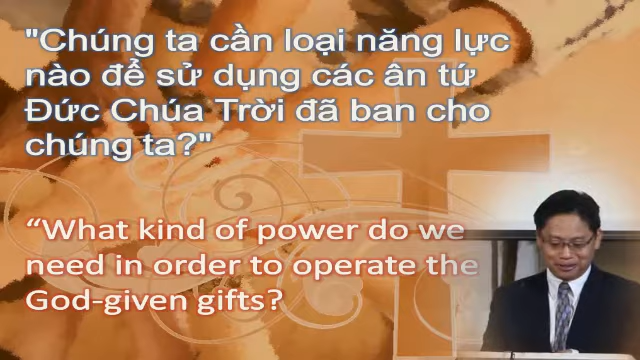 "Chúng ta cần loại năng lực
nào để sử dụng các ân tứ
Đức Chúa Trời đã ban cho
chúng ta?"
“What kind of power do we
need in order to operate the
God-given gifts?